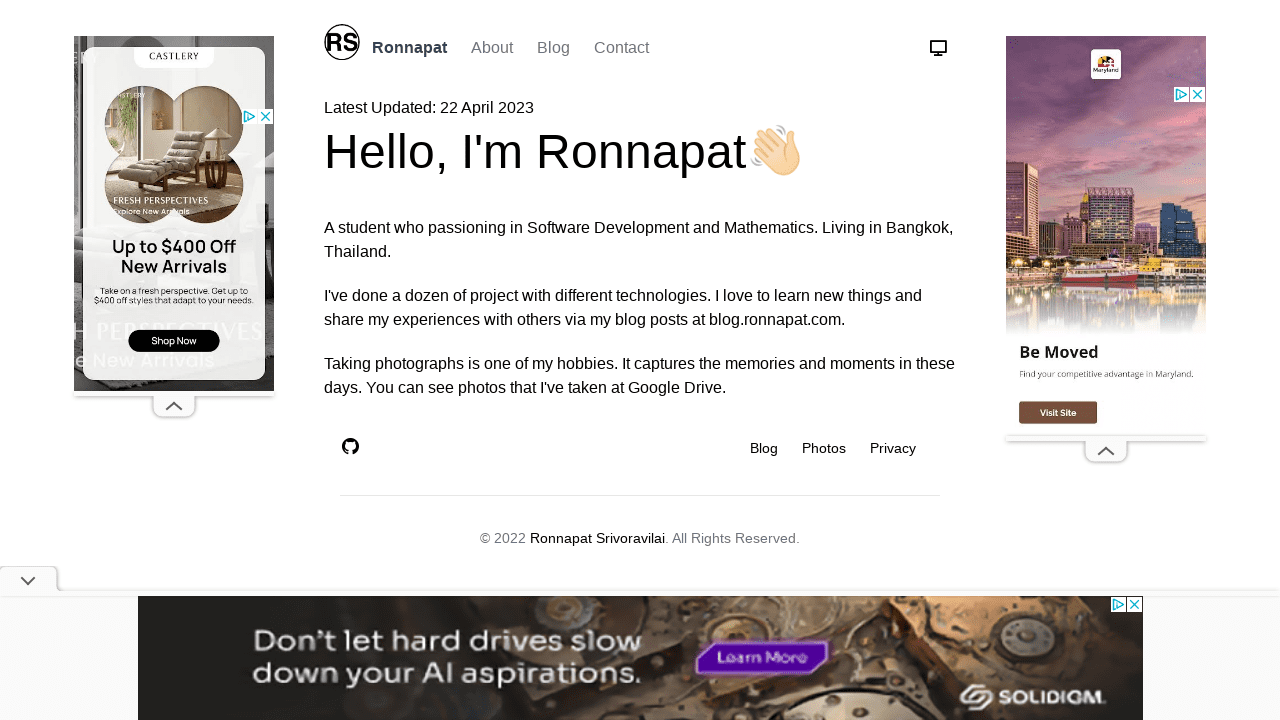 RS
Ronnapat About Blog Contact
Latest Updated: 22 April 2023
Hello, I'm Ronnapat👋🏻
A student who passioning in Software Development and Mathematics. Living in Bangkok,
Thailand.
I've done a dozen of project with different technologies. I love to learn new things and
share my experiences with others via my blog posts at blog.ronnapat.com.
Taking photographs is one of my hobbies. It captures the memories and moments in these
days. You can see photos that I've taken at Google Drive.
Blog Photos Privacy
© 2022 Ronnapat Srivoravilai. All Rights Reserved.
CASTLERY
FRESH PERSPECTIVES
Explore New Arrivals
Up to $400 Off
New Arrivals
Take on a fresh perspective. Get up to
$400 off styles that adapt to your needs.
Shop Now
Maryland
Be Moved
Find your competitive advantage in Maryland.
Visit Site
Don't let hard drives slow
down your AI aspirations.
Learn More
SOLIDIGM